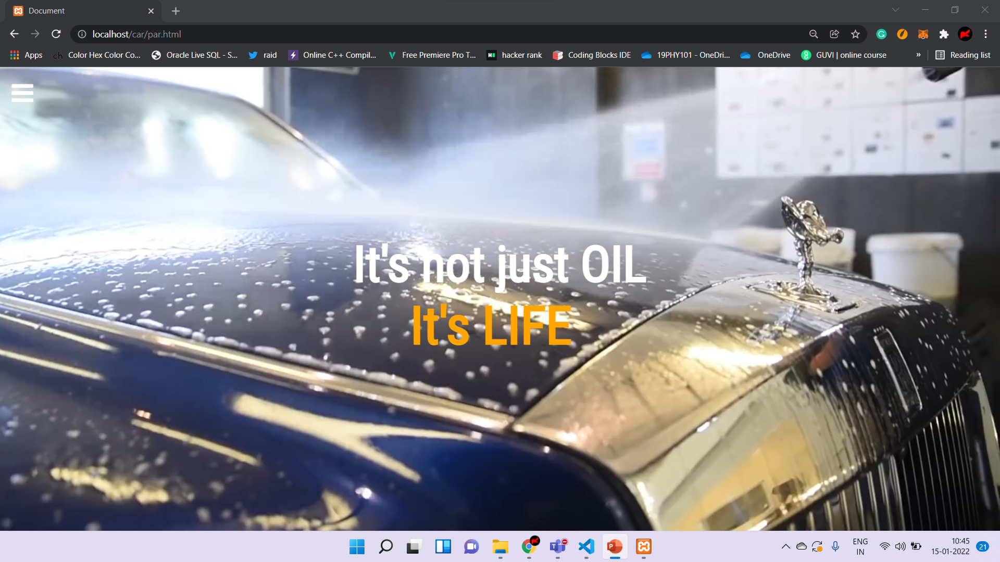 Document
localhost/car/par.html
Apps
ch Color Hex Color Co...
Oracle Live SQL - S...
raid
Online C++ Compil...
Free Premiere Pro T...
hacker rank
Coding Blocks IDE
19PHY101 - OneDri...
OneDrive
GUVI | online course
»
Reading list
It's not just OIL
It's LIFE
ENG
IN
10:45
15-01-2022
21